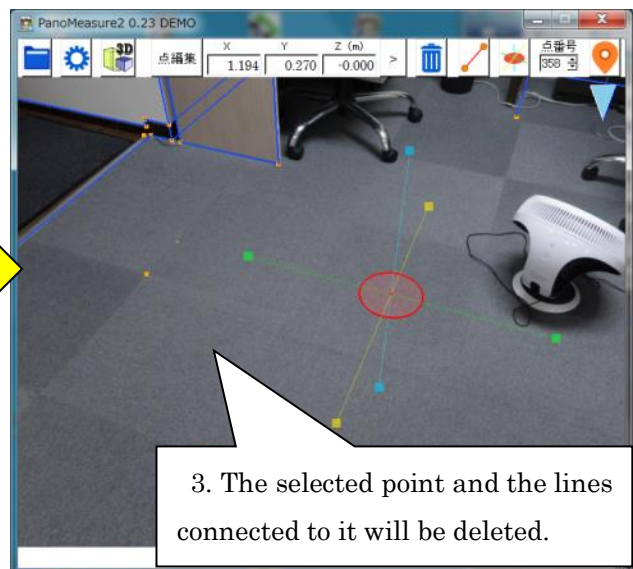 PanoMeasure2 0.23 DEMO
3D
点編集
X Y Z (m)
1.194 0.270 -0.000
>
点番号
358
3. The selected point and the lines
connected to it will be deleted.